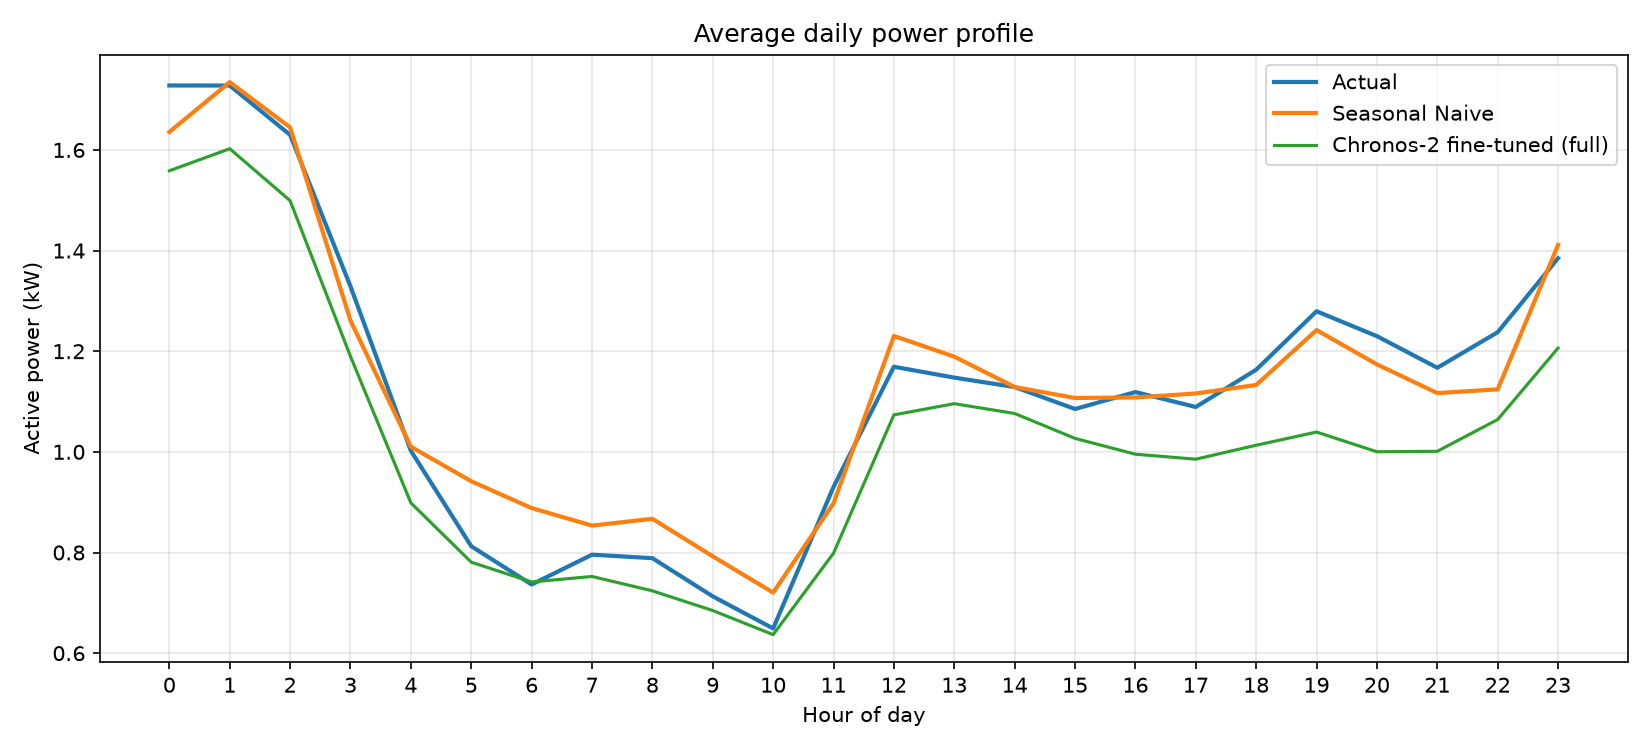 Average daily power profile
Actual
Seasonal Naive
Chronos-2 fine-tuned (full)
Active power (kW)
1.6
1.4
1.2
1.0
0.8
0.6
0 1 2 3 4 5 6 7 8 9 10 11 12 13 14 15 16 17 18 19 20 21 22 23
Hour of day